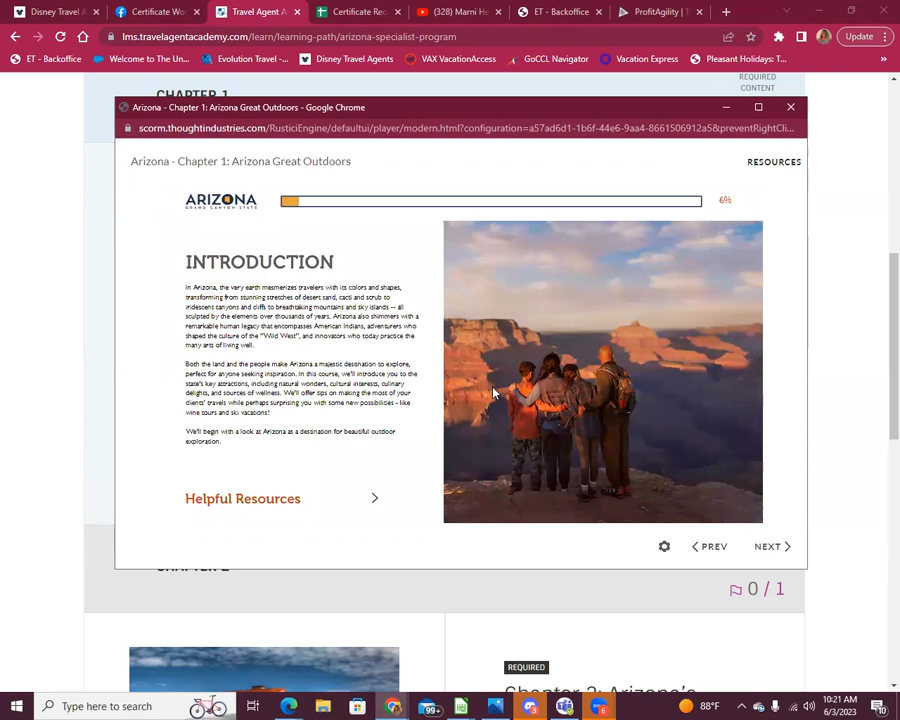 Disney Travel A
Certificate Wo
Travel Agent A
Certificate Rec
(328) Marni He
ET - Backoffice
ProfitAgility | T
lms.travelagentacademy.com/learn/learning-path/arizona-specialist-program
Update
ET - Backoffice
Welcome to The Un...
Evolution Travel -...
Disney Travel Agents
VAX VacationAccess
GoCCL Navigator
Vacation Express
Pleasant Holidays: T...
REQUIRED
CONTENT
CHAPTER 1
Arizona - Chapter 1: Arizona Great Outdoors - Google Chrome
scorm.thoughtindustries.com/RusticiEngine/defaultui/player/modern.html?configuration=a57ad6d1-1b6f-44e6-9aa4-8661506912a5&preventRightCli...
Arizona - Chapter 1: Arizona Great Outdoors
RESOURCES
ARIZONA
GRAND CANYON STATE
6%
INTRODUCTION
In Arizona, the very earth mesmerizes travelers with its colors and shapes,
transforming from stunning stretches of desert sand, cacti and scrub to
iridescent canyons and cliffs to breathtaking mountains and sky islands -- all
sculpted by the elements over thousands of years. Arizona also shimmers with a
remarkable human legacy that encompasses American Indians, adventurers who
shaped the culture of the "Wild West", and innovators who today practice the
many arts of living well.
Both the land and the people make Arizona a majestic destination to explore,
perfect for anyone seeking inspiration. In this course, we'll introduce you to the
state's key attractions, including natural wonders, cultural interests, culinary
delights, and sources of wellness. We'll offer tips on making the most of your
clients' travels while perhaps surprising you with some new possibilities - like
wine tours and ski vacations!
We'll begin with a look at Arizona as a destination for beautiful outdoor
exploration.
Helpful Resources
PREV
NEXT
CHAPTER 2
0 / 1
REQUIRED
Chapter 2: Arizona's
Type here to search
99+
6
88°F
10:21 AM
6/3/2023
10